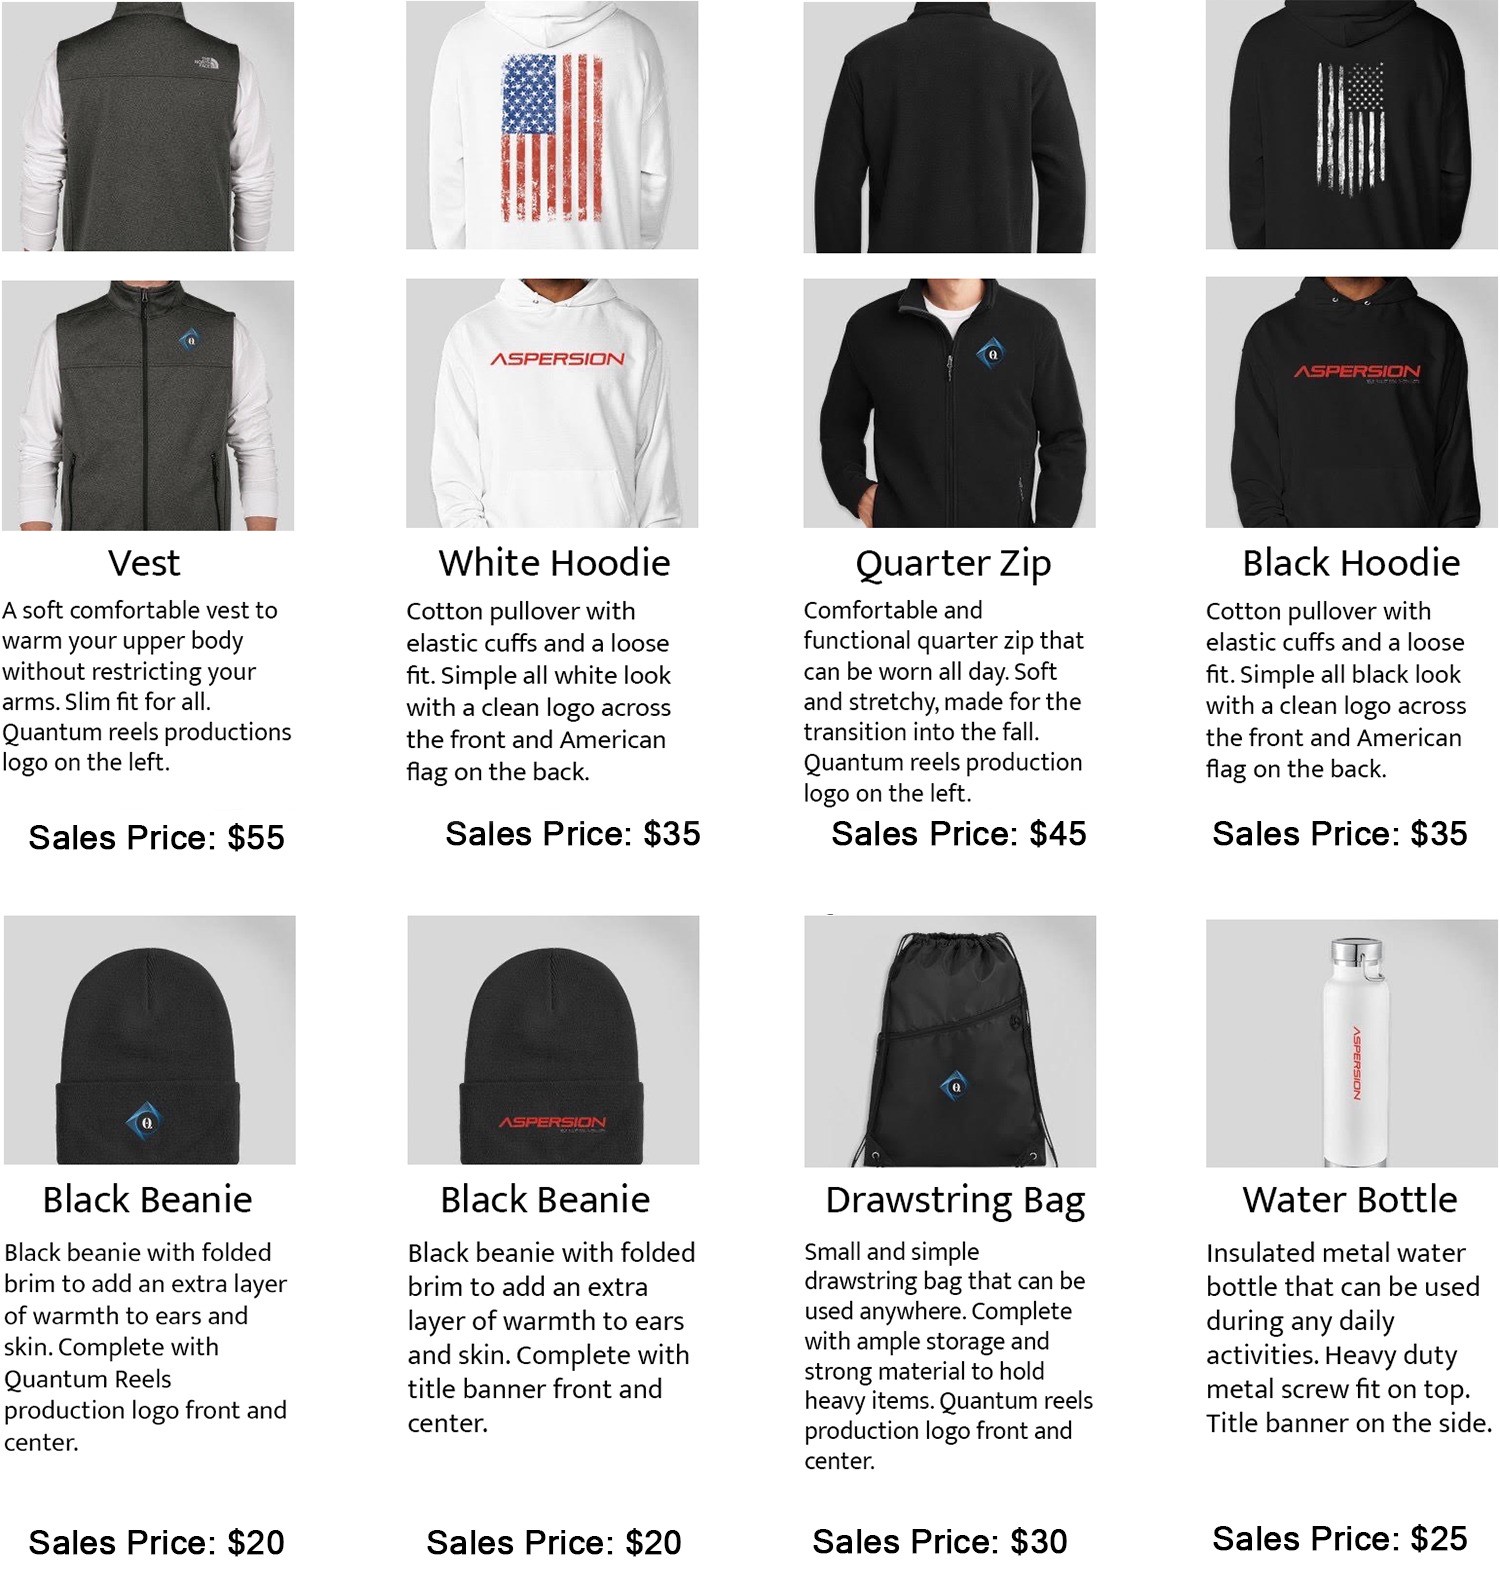 THE
NORTH
FACE
Q
ASPERSION
Q
ASPERSION
Vest
A soft comfortable vest to
warm your upper body
without restricting your
arms. Slim fit for all.
Quantum reels productions
logo on the left.
Sales Price: $55
White Hoodie
Cotton pullover with
elastic cuffs and a loose
fit. Simple all white look
with a clean logo across
the front and American
flag on the back.
Sales Price: $35
Quarter Zip
Comfortable and
functional quarter zip that
can be worn all day. Soft
and stretchy, made for the
transition into the fall.
Quantum reels production
logo on the left.
Sales Price: $45
Black Hoodie
Cotton pullover with
elastic cuffs and a loose
fit. Simple all black look
with a clean logo across
the front and American
flag on the back.
Sales Price: $35
Q
Black Beanie
Black beanie with folded
brim to add an extra layer
of warmth to ears and
skin. Complete with
Quantum Reels
production logo front and
center.
Sales Price: $20
ASPERSION
Black Beanie
Black beanie with folded
brim to add an extra
layer of warmth to ears
and skin. Complete with
title banner front and
center.
Sales Price: $20
Q
Drawstring Bag
Small and simple
drawstring bag that can be
used anywhere. Complete
with ample storage and
strong material to hold
heavy items. Quantum reels
production logo front and
center.
Sales Price: $30
ASPERSION
Water Bottle
Insulated metal water
bottle that can be used
during any daily
activities. Heavy duty
metal screw fit on top.
Title banner on the side.
Sales Price: $25